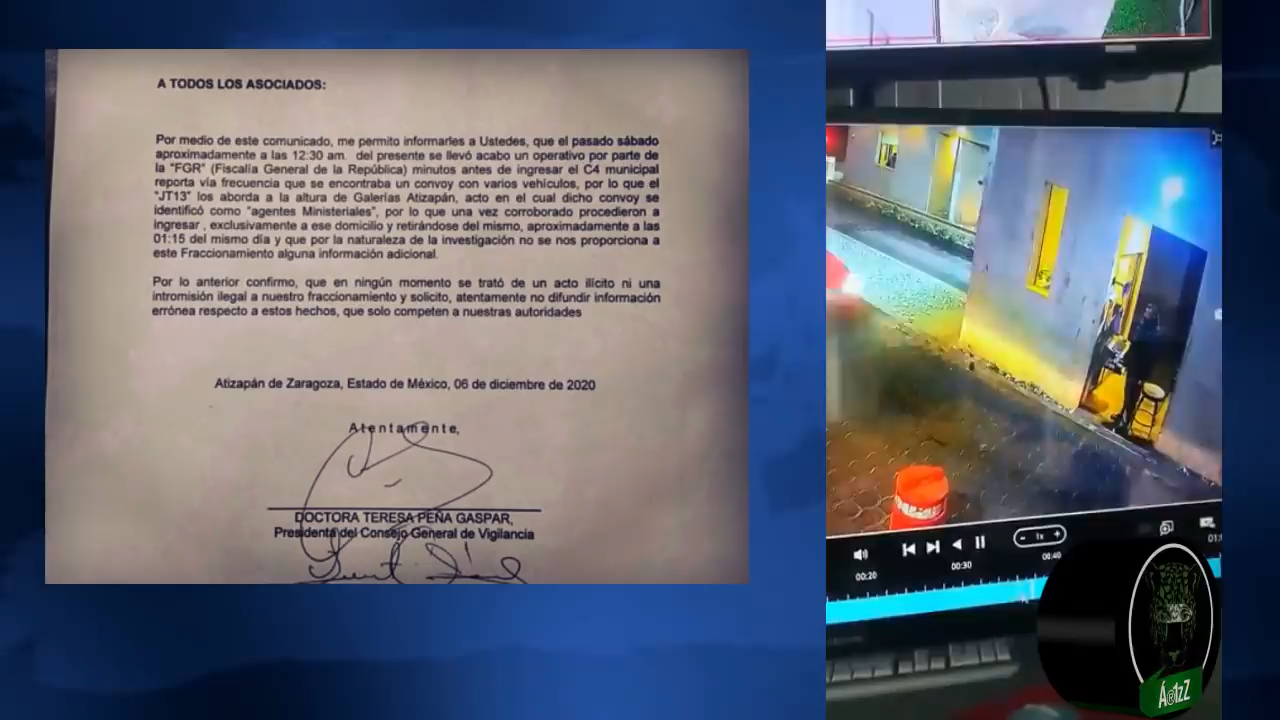 A TODOS LOS ASOCIADOS:
Por medio de este comunicado, me permito informarles a Ustedes, que el pasado sábado
aproximadamente a las 12:30 am. del presente se llevó acabo un operativo por parte de
la "FGR" (Fiscalía General de la República) minutos antes de ingresar el C4 municipal
reporta vía frecuencia que se encontraba un convoy con varios vehículos, por lo que el
"JT13" los aborda a la altura de Galerías Atizapán, acto en el cual dicho convoy se
identificó como "agentes Ministeriales", por lo que una vez corroborado procedieron a
ingresar , exclusivamente a ese domicilio y retirándose del mismo, aproximadamente a las
01:15 del mismo día y que por la naturaleza de la investigación no se nos proporciona a
este Fraccionamiento alguna información adicional.
Por lo anterior confirmo, que en ningún momento se trató de un acto ilícito ni una
intromisión ilegal a nuestro fraccionamiento y solicito, atentamente no difundir información
errónea respecto a estos hechos, que solo competen a nuestras autoridades
Atizapán de Zaragoza, Estado de México, 06 de diciembre de 2020
Atentamente,
DOCTORA TERESA PEÑA GASPAR,
Presidenta del Consejo General de Vigilancia
- 1x +
00:20
00:30
00:40